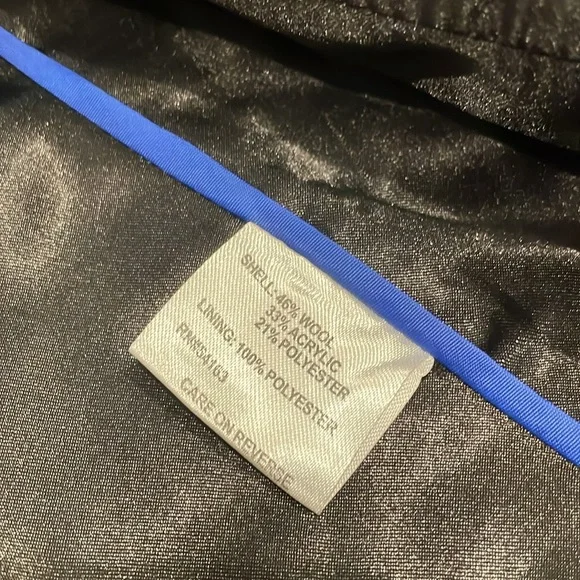 SHELL: 46% WOOL
33% ACRYLIC
21% POLYESTER
LINING: 100% POLYESTER
RN#54163
CARE ON REVERSE